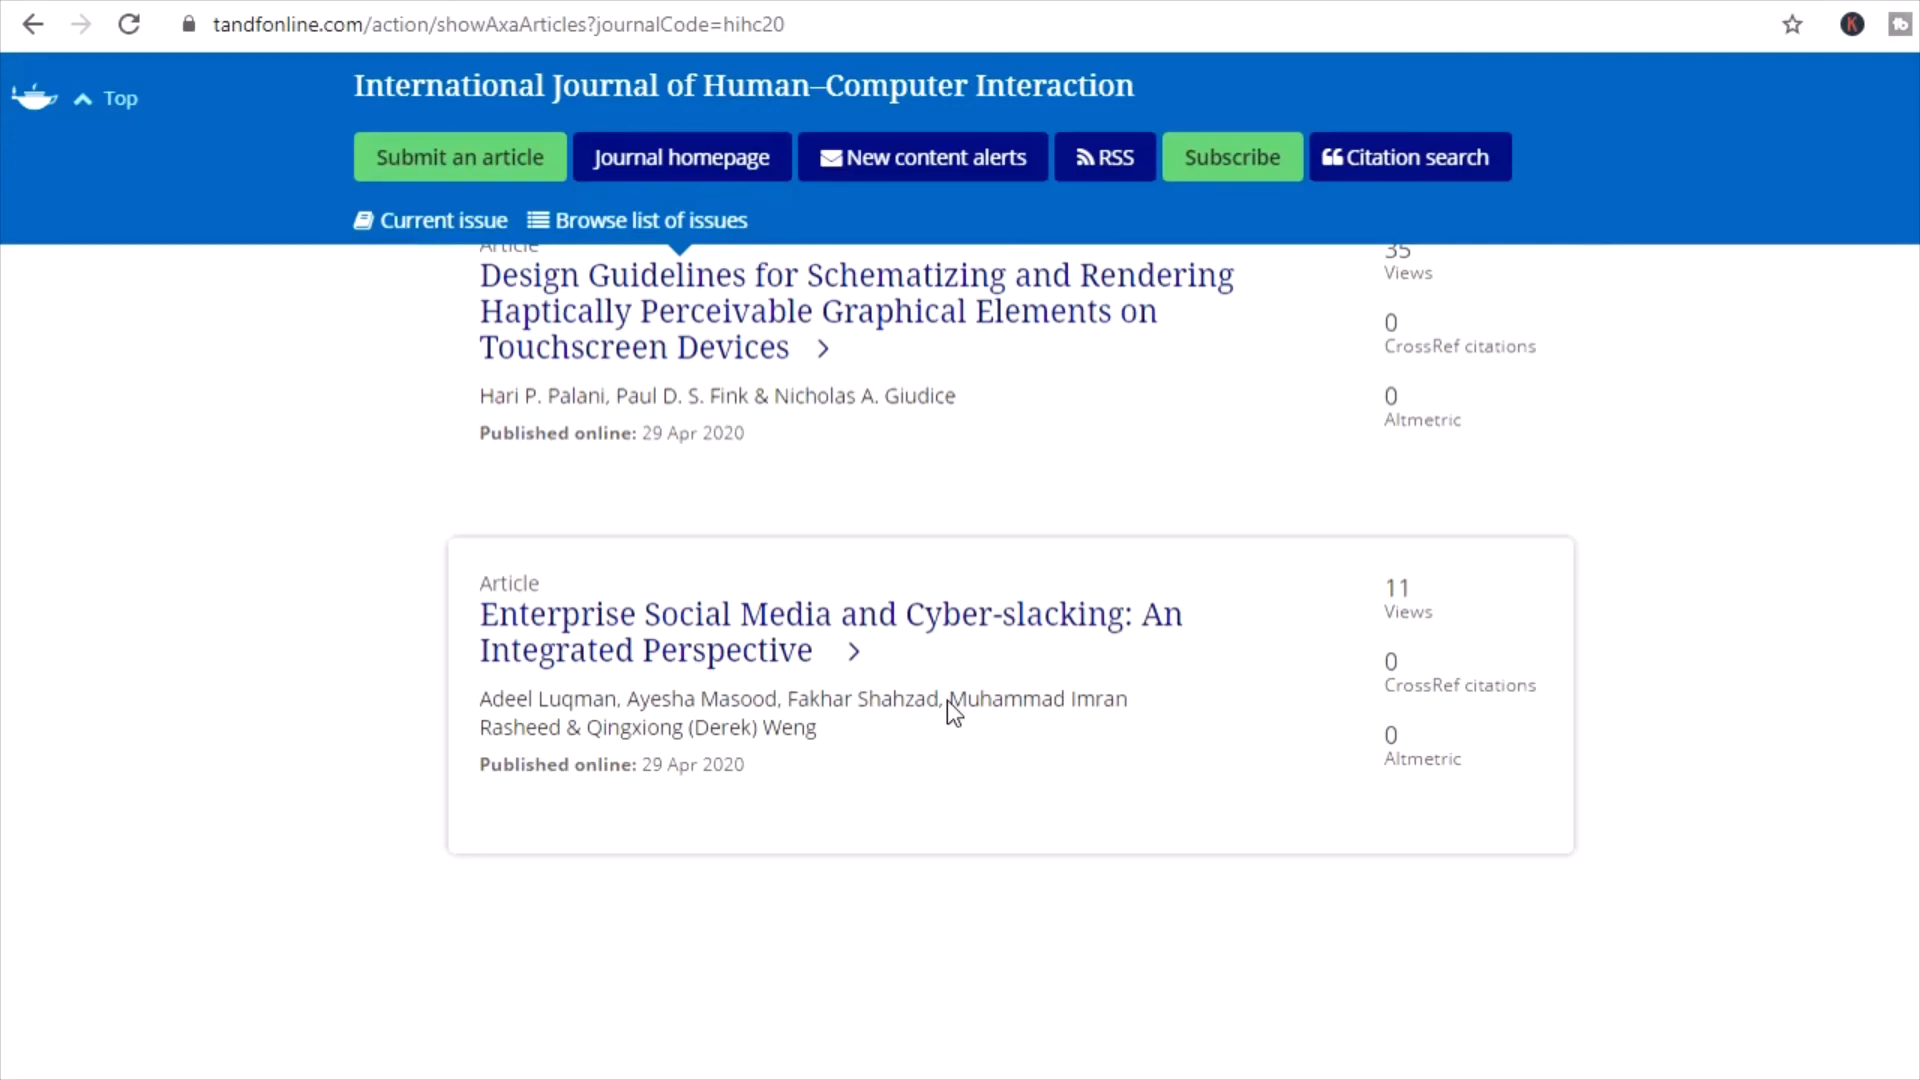 tandfonline.com/action/showAxaArticles?journalCode=hihc20
K
Top
International Journal of Human–Computer Interaction
Submit an article
Journal homepage
New content alerts
RSS
Subscribe
Citation search
Current issue
Browse list of issues
Article
35
Views
Design Guidelines for Schematizing and Rendering
Haptically Perceivable Graphical Elements on
Touchscreen Devices
0
CrossRef citations
Hari P. Palani, Paul D. S. Fink & Nicholas A. Giudice
0
Altmetric
Published online: 29 Apr 2020
Article
11
Views
Enterprise Social Media and Cyber-slacking: An
Integrated Perspective
0
CrossRef citations
Adeel Luqman, Ayesha Masood, Fakhar Shahzad, Muhammad Imran
Rasheed & Qingxiong (Derek) Weng
0
Altmetric
Published online: 29 Apr 2020